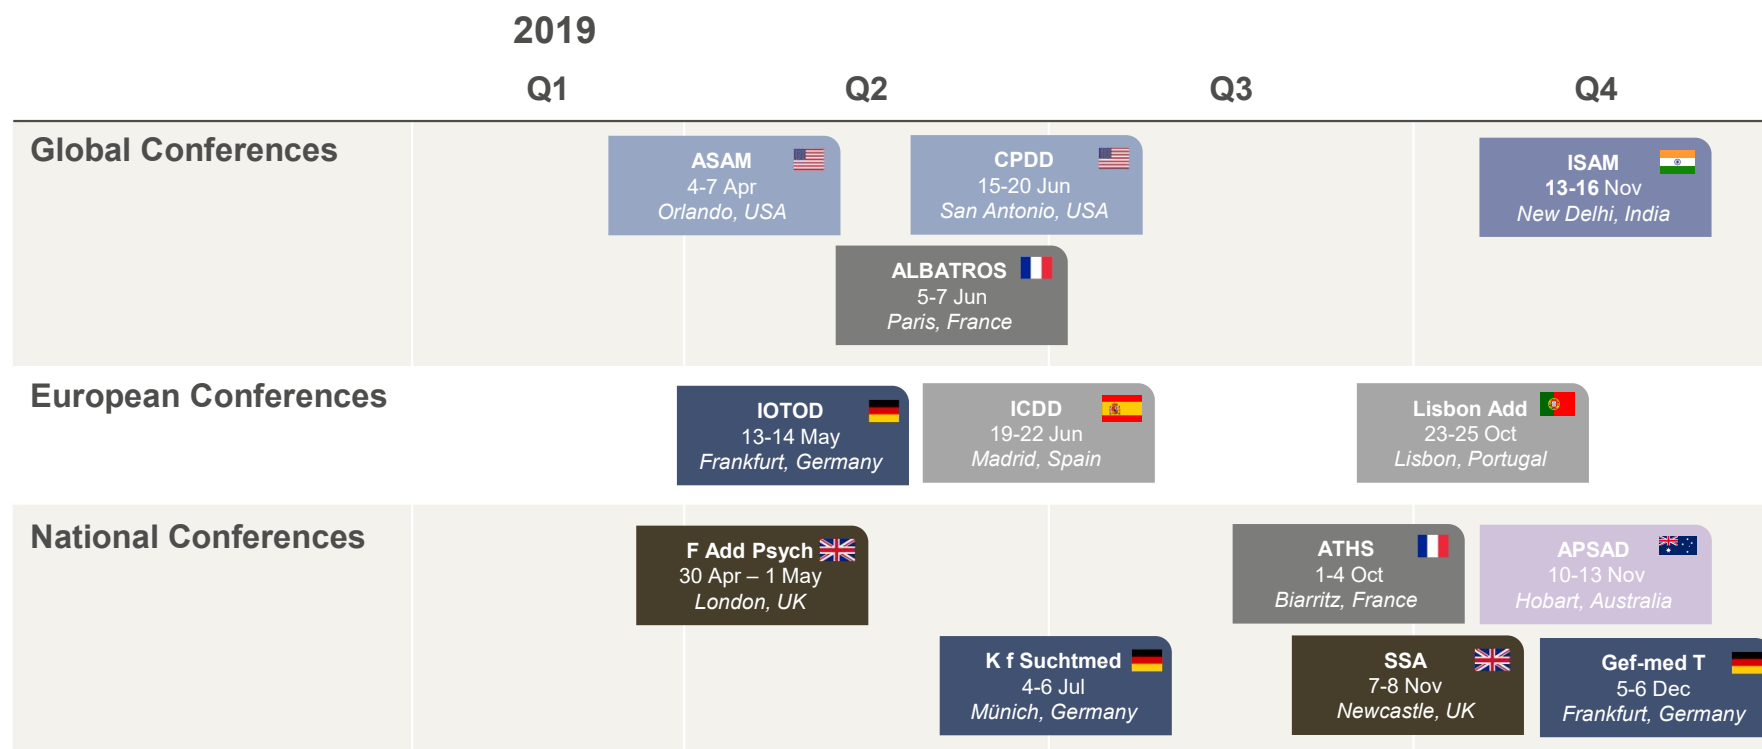 2019
Q1
Q2
Q3
Q4
Global Conferences
ASAM
4-7 Apr
Orlando, USA
CPDD
15-20 Jun
San Antonio, USA
ISAM
13-16 Nov
New Delhi, India
ALBATROS
5-7 Jun
Paris, France
European Conferences
IOTOD
13-14 May
Frankfurt, Germany
ICDD
19-22 Jun
Madrid, Spain
Lisbon Add
23-25 Oct
Lisbon, Portugal
National Conferences
F Add Psych
30 Apr – 1 May
London, UK
ATHS
1-4 Oct
Biarritz, France
APSAD
10-13 Nov
Hobart, Australia
K f Suchtmed
4-6 Jul
Münich, Germany
SSA
7-8 Nov
Newcastle, UK
Gef-med T
5-6 Dec
Frankfurt, Germany